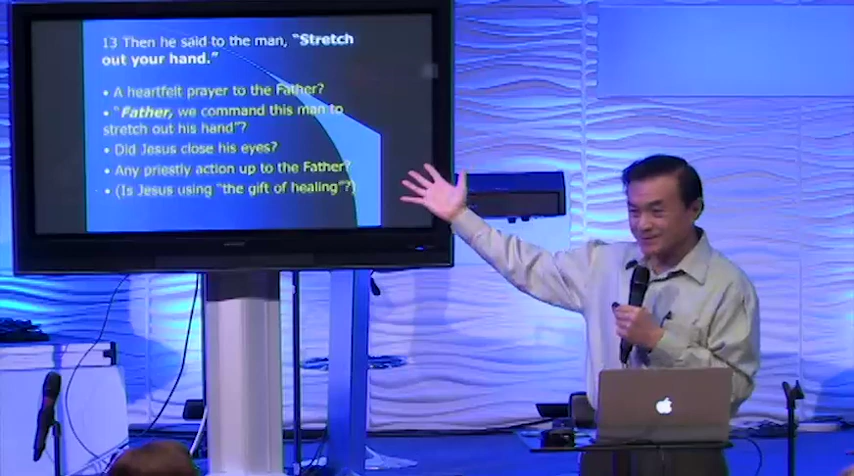 13 Then he said to the man, “Stretch
out your hand.”
• A heartfelt prayer to the Father?
• “Father, we command this man to
stretch out his hand”?
• Did Jesus close his eyes?
• Any priestly action up to the Father?
• (Is Jesus using “the gift of healing”?)